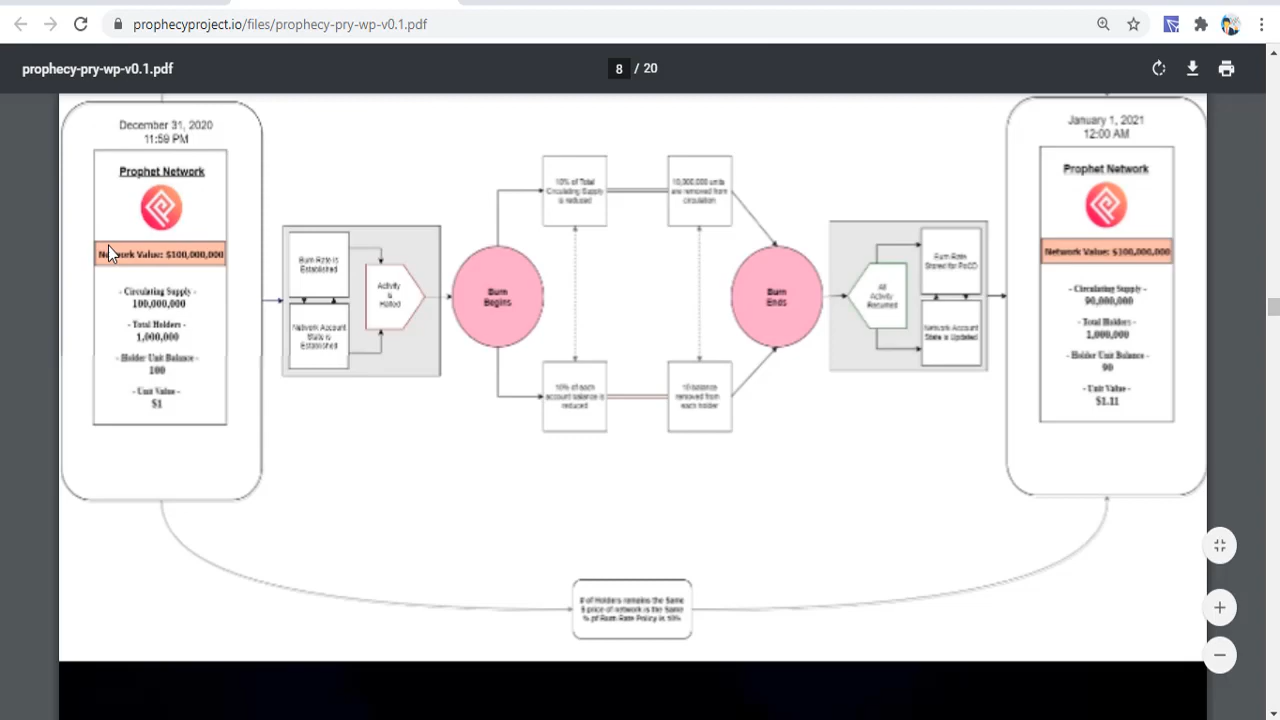 prophecyproject.io/files/prophecy-pry-wp-v0.1.pdf
prophecy-pry-wp-v0.1.pdf
8 / 20
December 31, 2020
11:59 PM
Prophet Network
Network Value: $100,000,000
- Circulating Supply -
100,000,000
- Total Holders -
1,000,000
- Holder Unit Balance -
100
- Unit Value -
$1
Burn Rate is
Established
Network Account
State is
Established
Activity
is
Halted
Burn
Begins
10% of Total
Circulating Supply
is reduced
10,000,000 units
are removed from
circulation
10% of each
account balance is
reduced
10 balance
removed from
each holder
Burn
Ends
All
Activity
Resumed
Burn Rate
Stored for PoCD
Network Account
State is Updated
January 1, 2021
12:00 AM
Prophet Network
Network Value: $100,000,000
- Circulating Supply -
90,000,000
- Total Holders -
1,000,000
- Holder Unit Balance -
90
- Unit Value -
$1.11
# of Holders remains the Same
$ price of network is the Same
% pf Burn Rate Policy is 10%